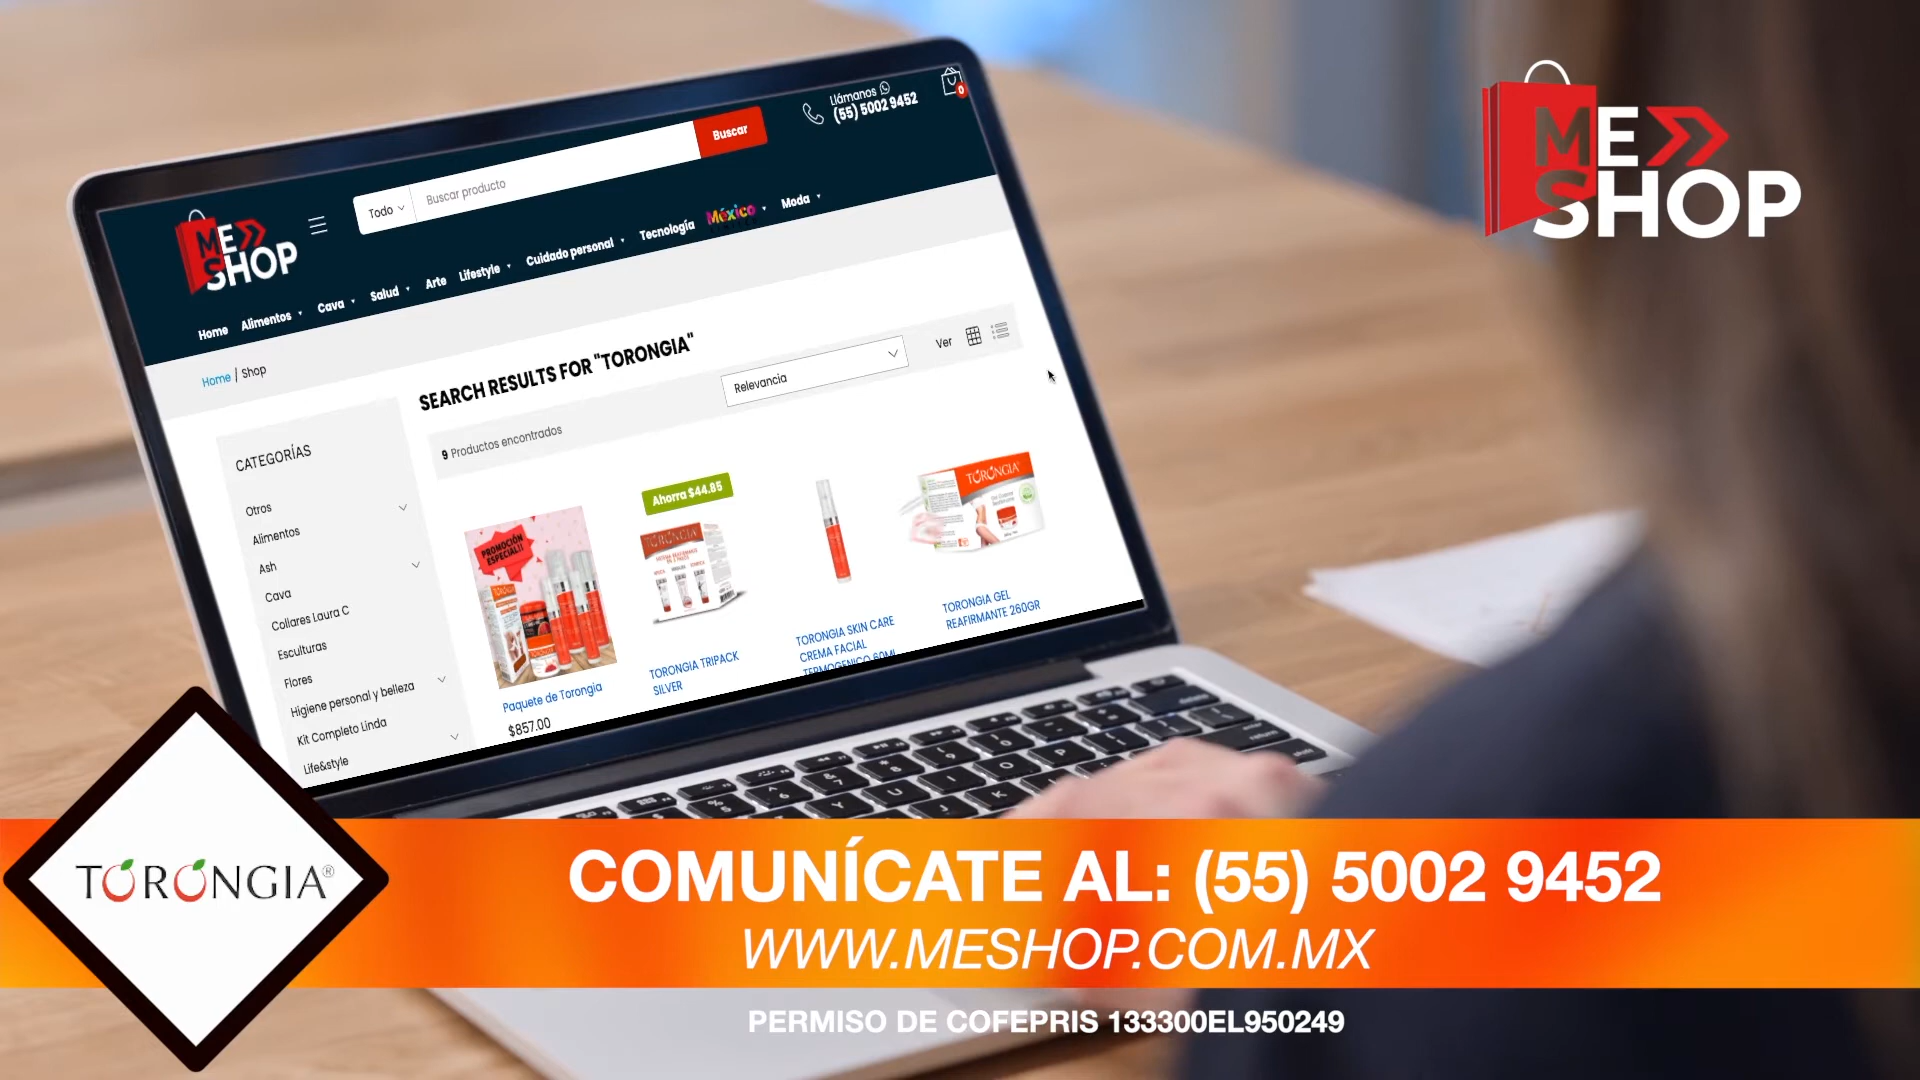 Llámanos
(55) 5002 9452
0
ME
SHOP
Todo
Buscar producto
Buscar
Home
Alimentos
Cava
Salud
Arte
Lifestyle
Cuidado personal
Tecnología
México
Moda
Home / Shop
SEARCH RESULTS FOR "TORONGIA"
9 Productos encontrados
Relevancia
Ver
CATEGORÍAS
Otros
Alimentos
Ash
Cava
Collares Laura C
Esculturas
Flores
Higiene personal y belleza
Kit Completo Linda
Life&style
PROMOCIÓN
ESPECIAL!!
Paquete de Torongia
$857.00
Ahorra $44.85
TORONGIA
TORONGIA TRIPACK
SILVER
TORONGIA SKIN CARE
CREMA FACIAL
TERMOGENICO 60ML
TORONGIA
TORONGIA GEL
REAFIRMANTE 260GR
ME
SHOP
TORONGIA®
COMUNÍCATE AL: (55) 5002 9452
WWW.MESHOP.COM.MX
PERMISO DE COFEPRIS 133300EL950249